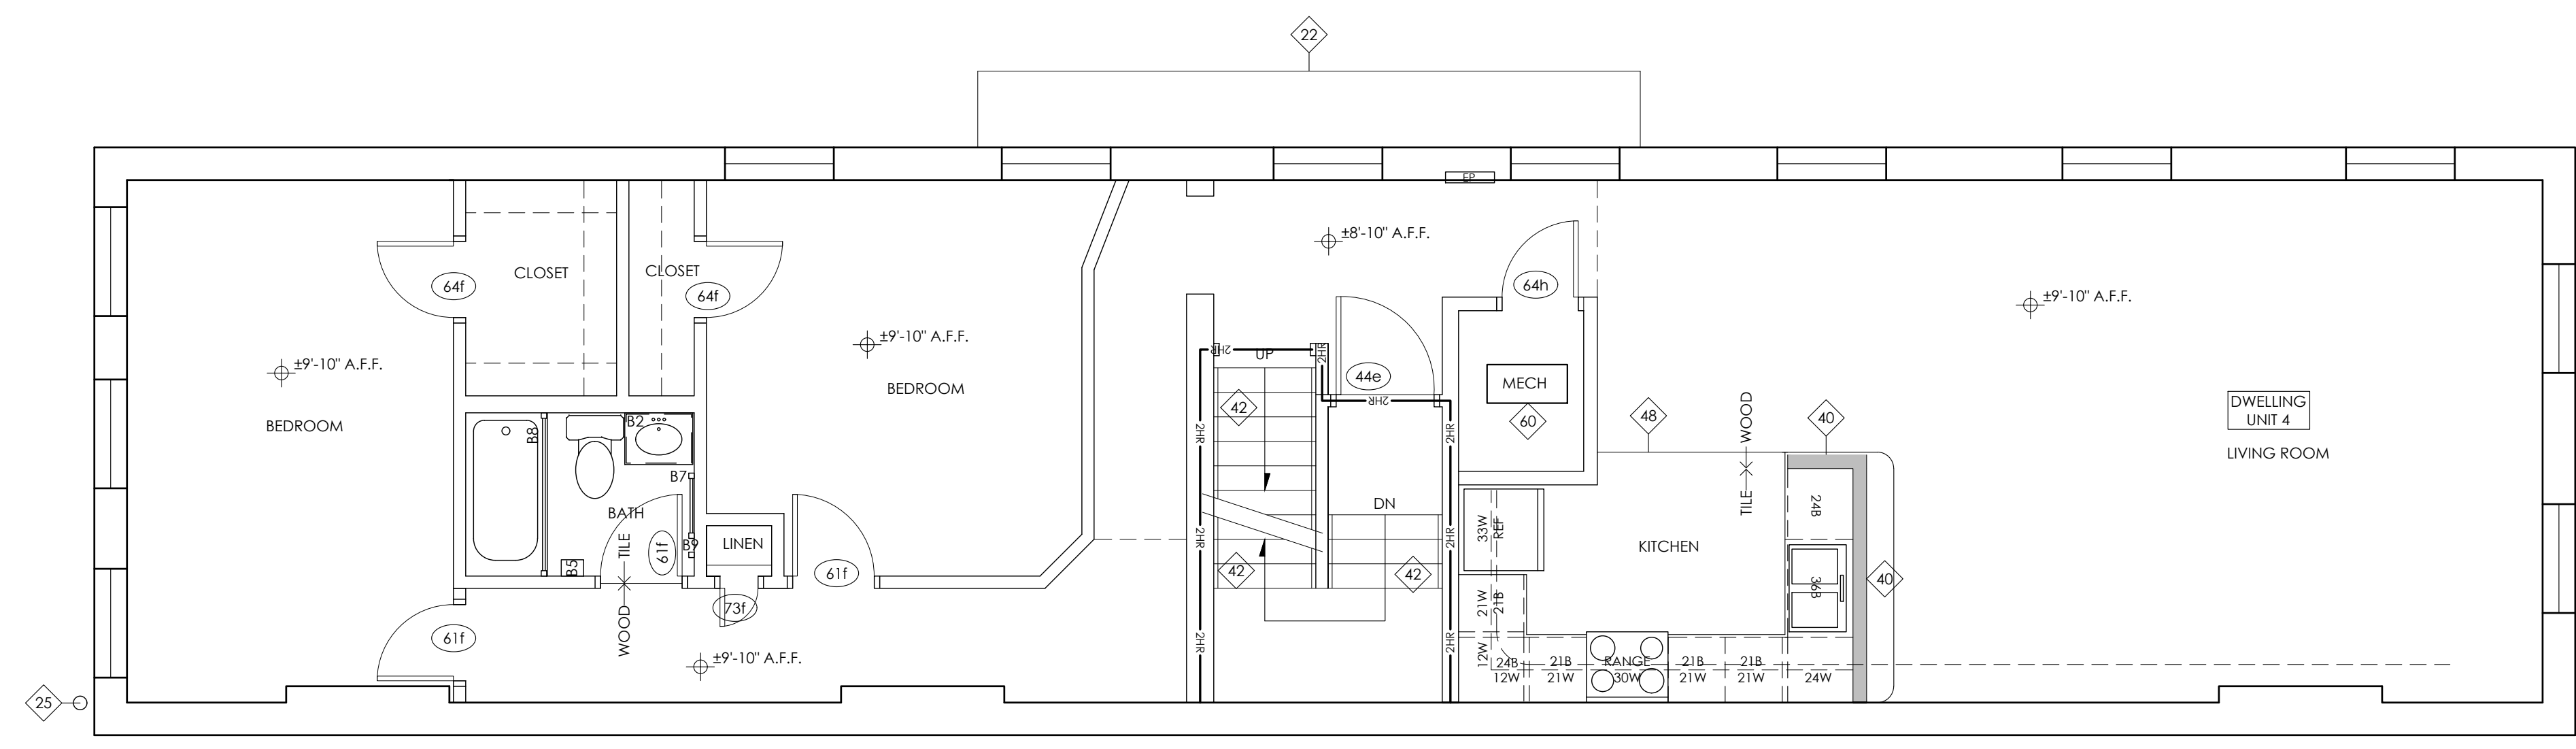 22
EP
±8'-10" A.F.F.
CLOSET
CLOSET
64f
64f
64h
±9'-10" A.F.F.
±9'-10" A.F.F.
±9'-10" A.F.F.
2HR
UP
2HR
44e
MECH
BEDROOM
BEDROOM
2HR
42
60
48
WOOD
40
DWELLING
UNIT 4
LIVING ROOM
B8
B2
2HR
2HR
B7
DN
TILE
24B
BATH
33W
REF
61f
TILE
B9
LINEN
2HR
2HR
KITCHEN
B5
61f
42
42
36B
40
21W
21B
73f
WOOD
61f
2HR
2HR
±9'-10" A.F.F.
12W
24B
12W
21B
21W
RANGE
30W
21B
21W
21B
21W
24W
25